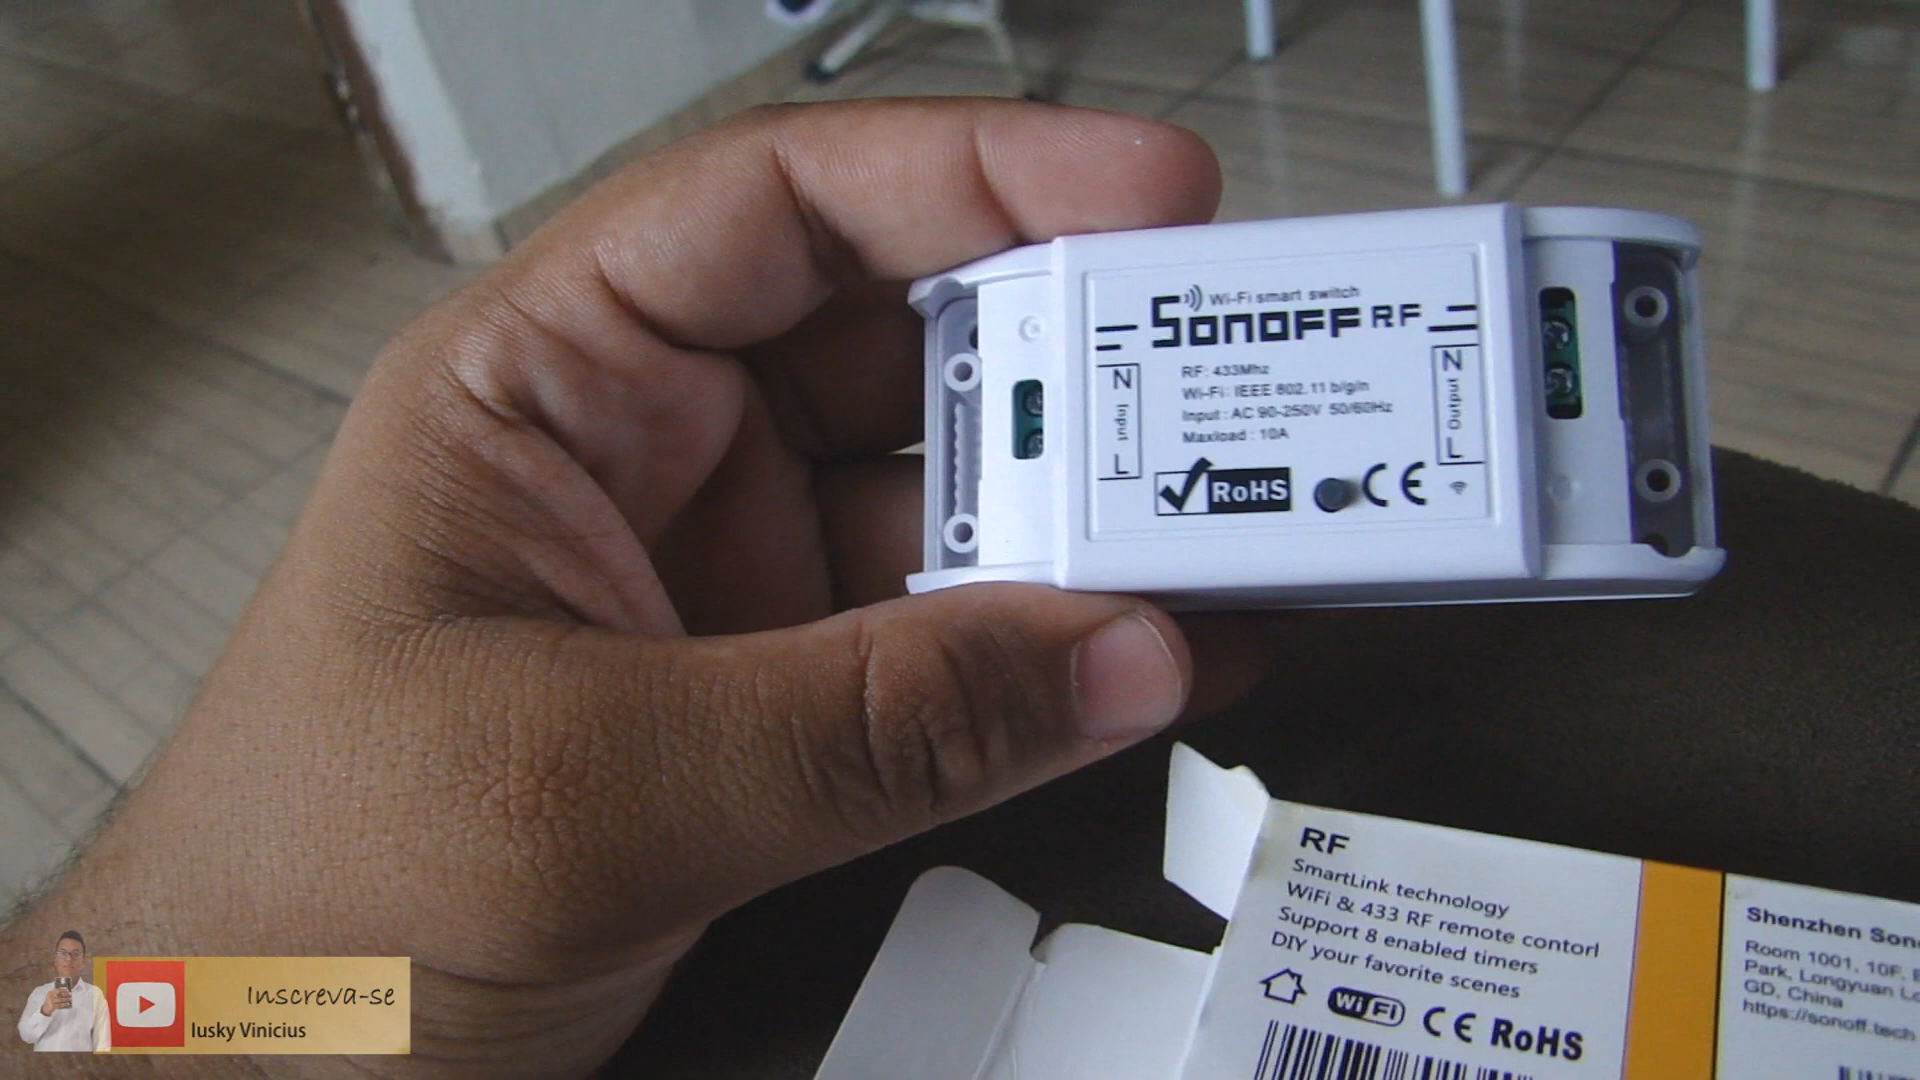 Wi-Fi smart switch
SONOFF RF
RF: 433Mhz
Wi-Fi: IEEE 802.11 b/g/n
Input: AC 90-250V 50/60Hz
Maxload: 10A
N Input L
N Output L
RoHS CE
RF
SmartLink technology
WiFi & 433 RF remote contorl
Support 8 enabled timers
DIY your favorite scenes
WiFi CE RoHS
Shenzhen Son
Room 1001, 10F,
Park, Longyuan
GD, China
https://sonoff.tech
Inscreva-se
Iusky Vinicius